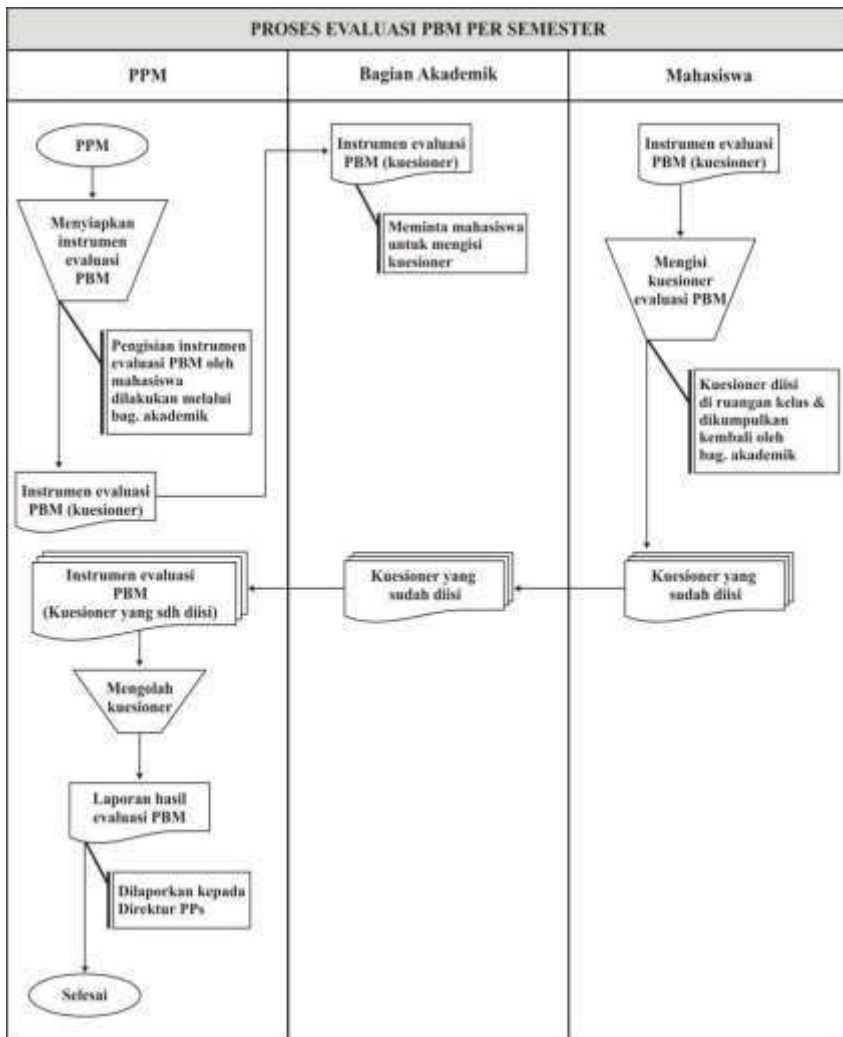 PROSES EVALUASI PBM PER SEMESTER
PPM
Bagian Akademik
Mahasiswa
PPM
Menyiapkan
instrumen
evaluasi
PBM
Pengisian instrumen
evaluasi PBM oleh
mahasiswa
dilakukan melalui
bag. akademik
Instrumen evaluasi
PBM (kuesioner)
Instrumen evaluasi
PBM (kuesioner)
Meminta mahasiswa
untuk mengisi
kuesioner
Instrumen evaluasi
PBM (kuesioner)
Mengisi
kuesioner
evaluasi PBM
Kuesioner diisi
di ruangan kelas &
dikumpulkan
kembali oleh
bag. akademik
Kuesioner yang
sudah diisi
Kuesioner yang
sudah diisi
Instrumen evaluasi
PBM
(Kuesioner yang sdh diisi)
Mengolah
kuesioner
Laporan hasil
evaluasi PBM
Dilaporkan kepada
Direktur PPs
Selesai